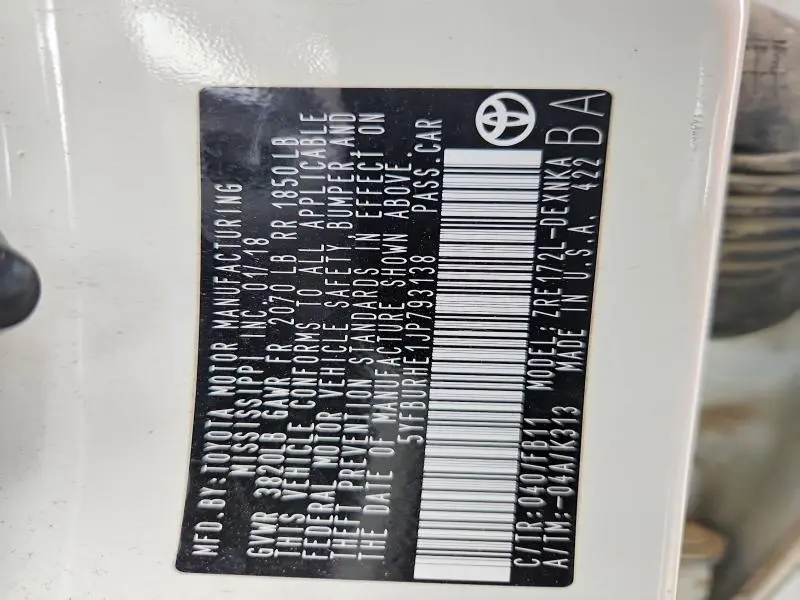 MFD.BY:TOYOTA MOTOR MANUFACTURING
MISSISSIPPI INC. 01/18
GVWR 3820LB GAWR FR 2070 LB RR 1850LB
THIS VEHICLE CONFORMS TO ALL APPLICABLE
FEDERAL MOTOR VEHICLE SAFETY, BUMPER AND
THEFT PREVENTION STANDARDS IN EFFECT ON
THE DATE OF MANUFACTURE SHOWN ABOVE.
5YFBURHE1JP793138 PASS.CAR
C/TR:040/FB11 MODEL: ZRE172L-DEXNKA
A/TM:-04A/K313 MADE IN U.S.A. 422
BA